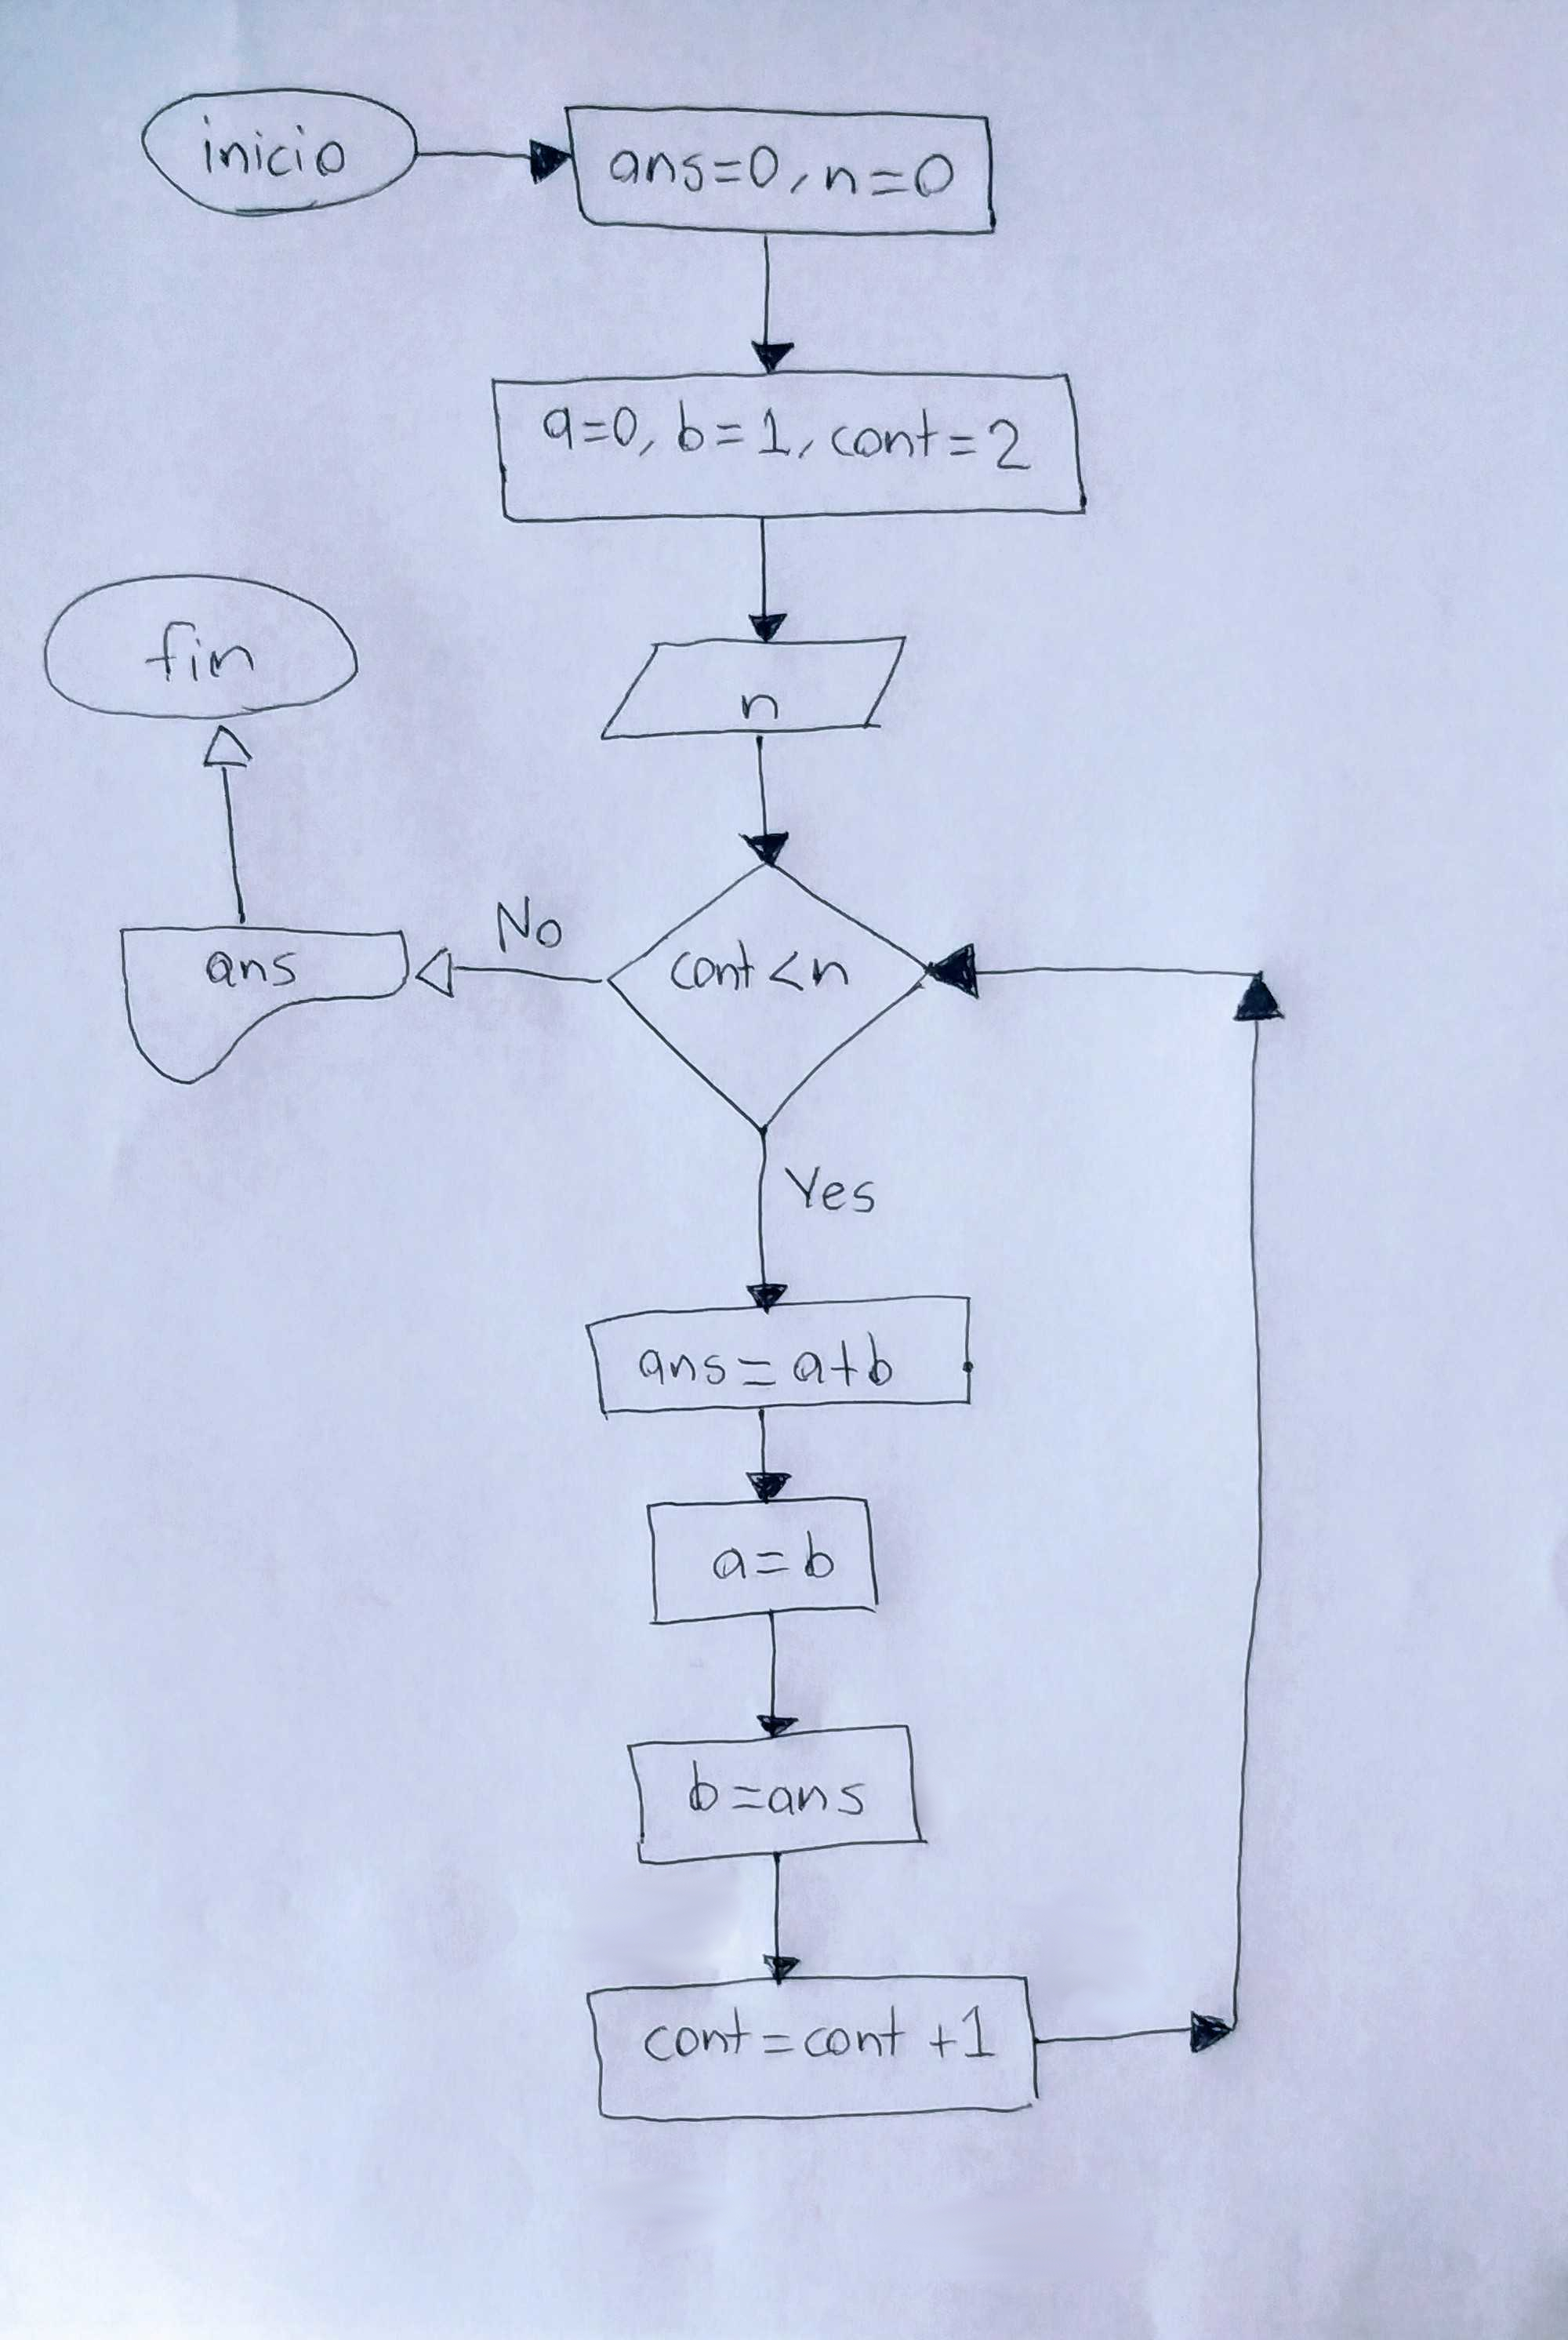 inicio
ans=0, n=0
a=0, b=1, cont=2
n
fin
cont<n
No
ans
Yes
ans=a+b
a=b
b=ans
cont=cont+1